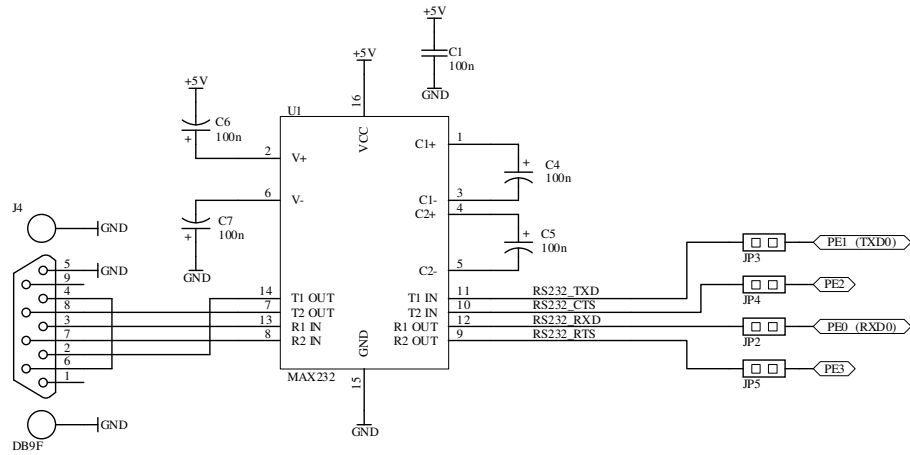 +5V
C1
100n
GND
+5V
+5V
C6
+
100n
U1
16
VCC
2
V+
C1+
1
C4
+
100n
6
V-
C1-
3
C7
+
100n
GND
C2+
4
C5
+
100n
C2-
5
J4
GND
5
GND
9
4
8
3
7
2
6
1
GND
DB9F
14
T1 OUT
T1 IN
11
RS232_TXD
7
T2 OUT
T2 IN
10
RS232_CTS
13
R1 IN
R1 OUT
12
RS232_RXD
8
R2 IN
R2 OUT
9
RS232_RTS
GND
MAX232
15
GND
JP3
PE1 (TXD0)
JP4
PE2
JP2
PE0 (RXD0)
JP5
PE3